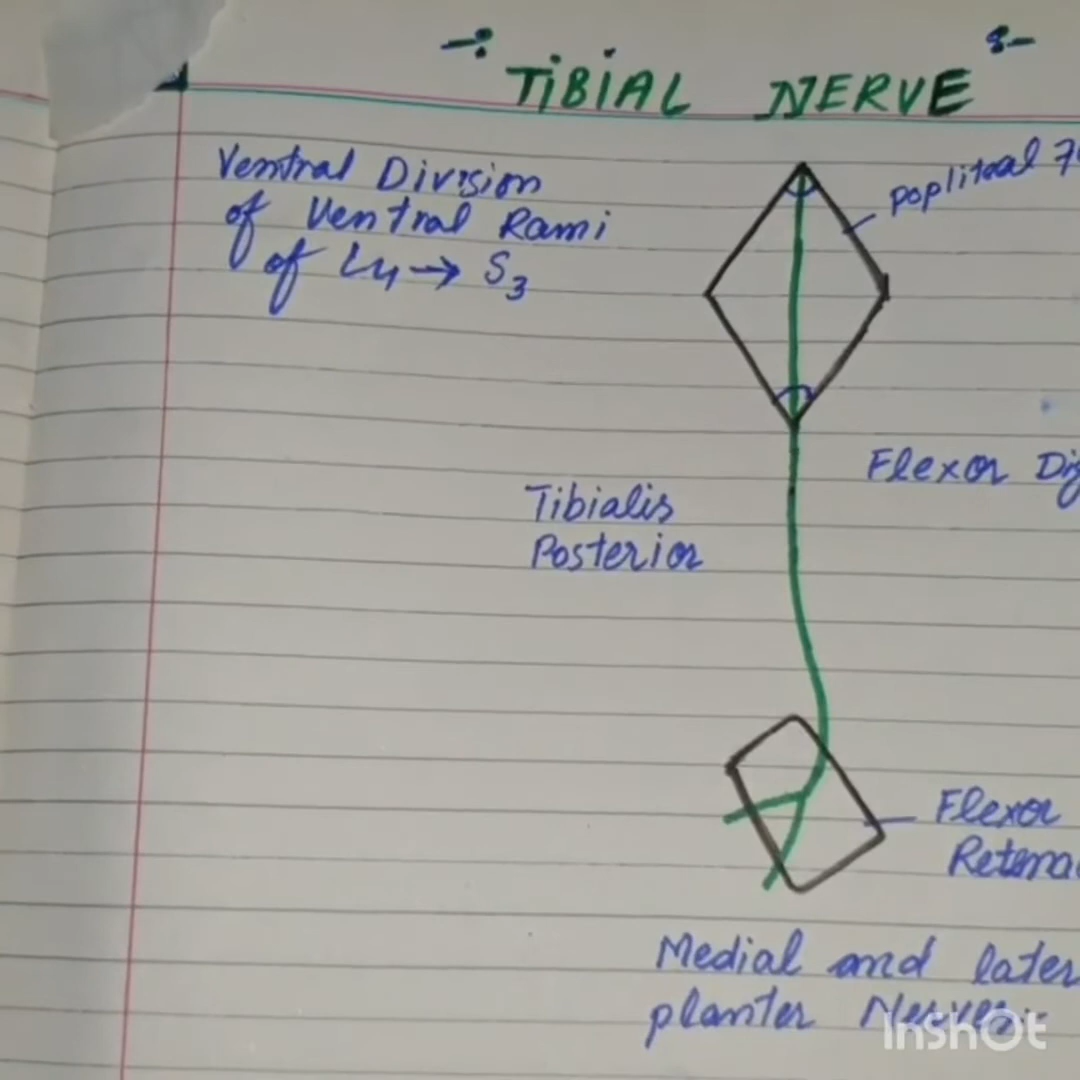 -: TIBIAL NERVE :-
Ventral Division
of Ventral Rami
of L4 → S3
popliteal
Flexor
Tibialis
Posterior
Flexor
Medial and
planter Nerves:-
InShOt